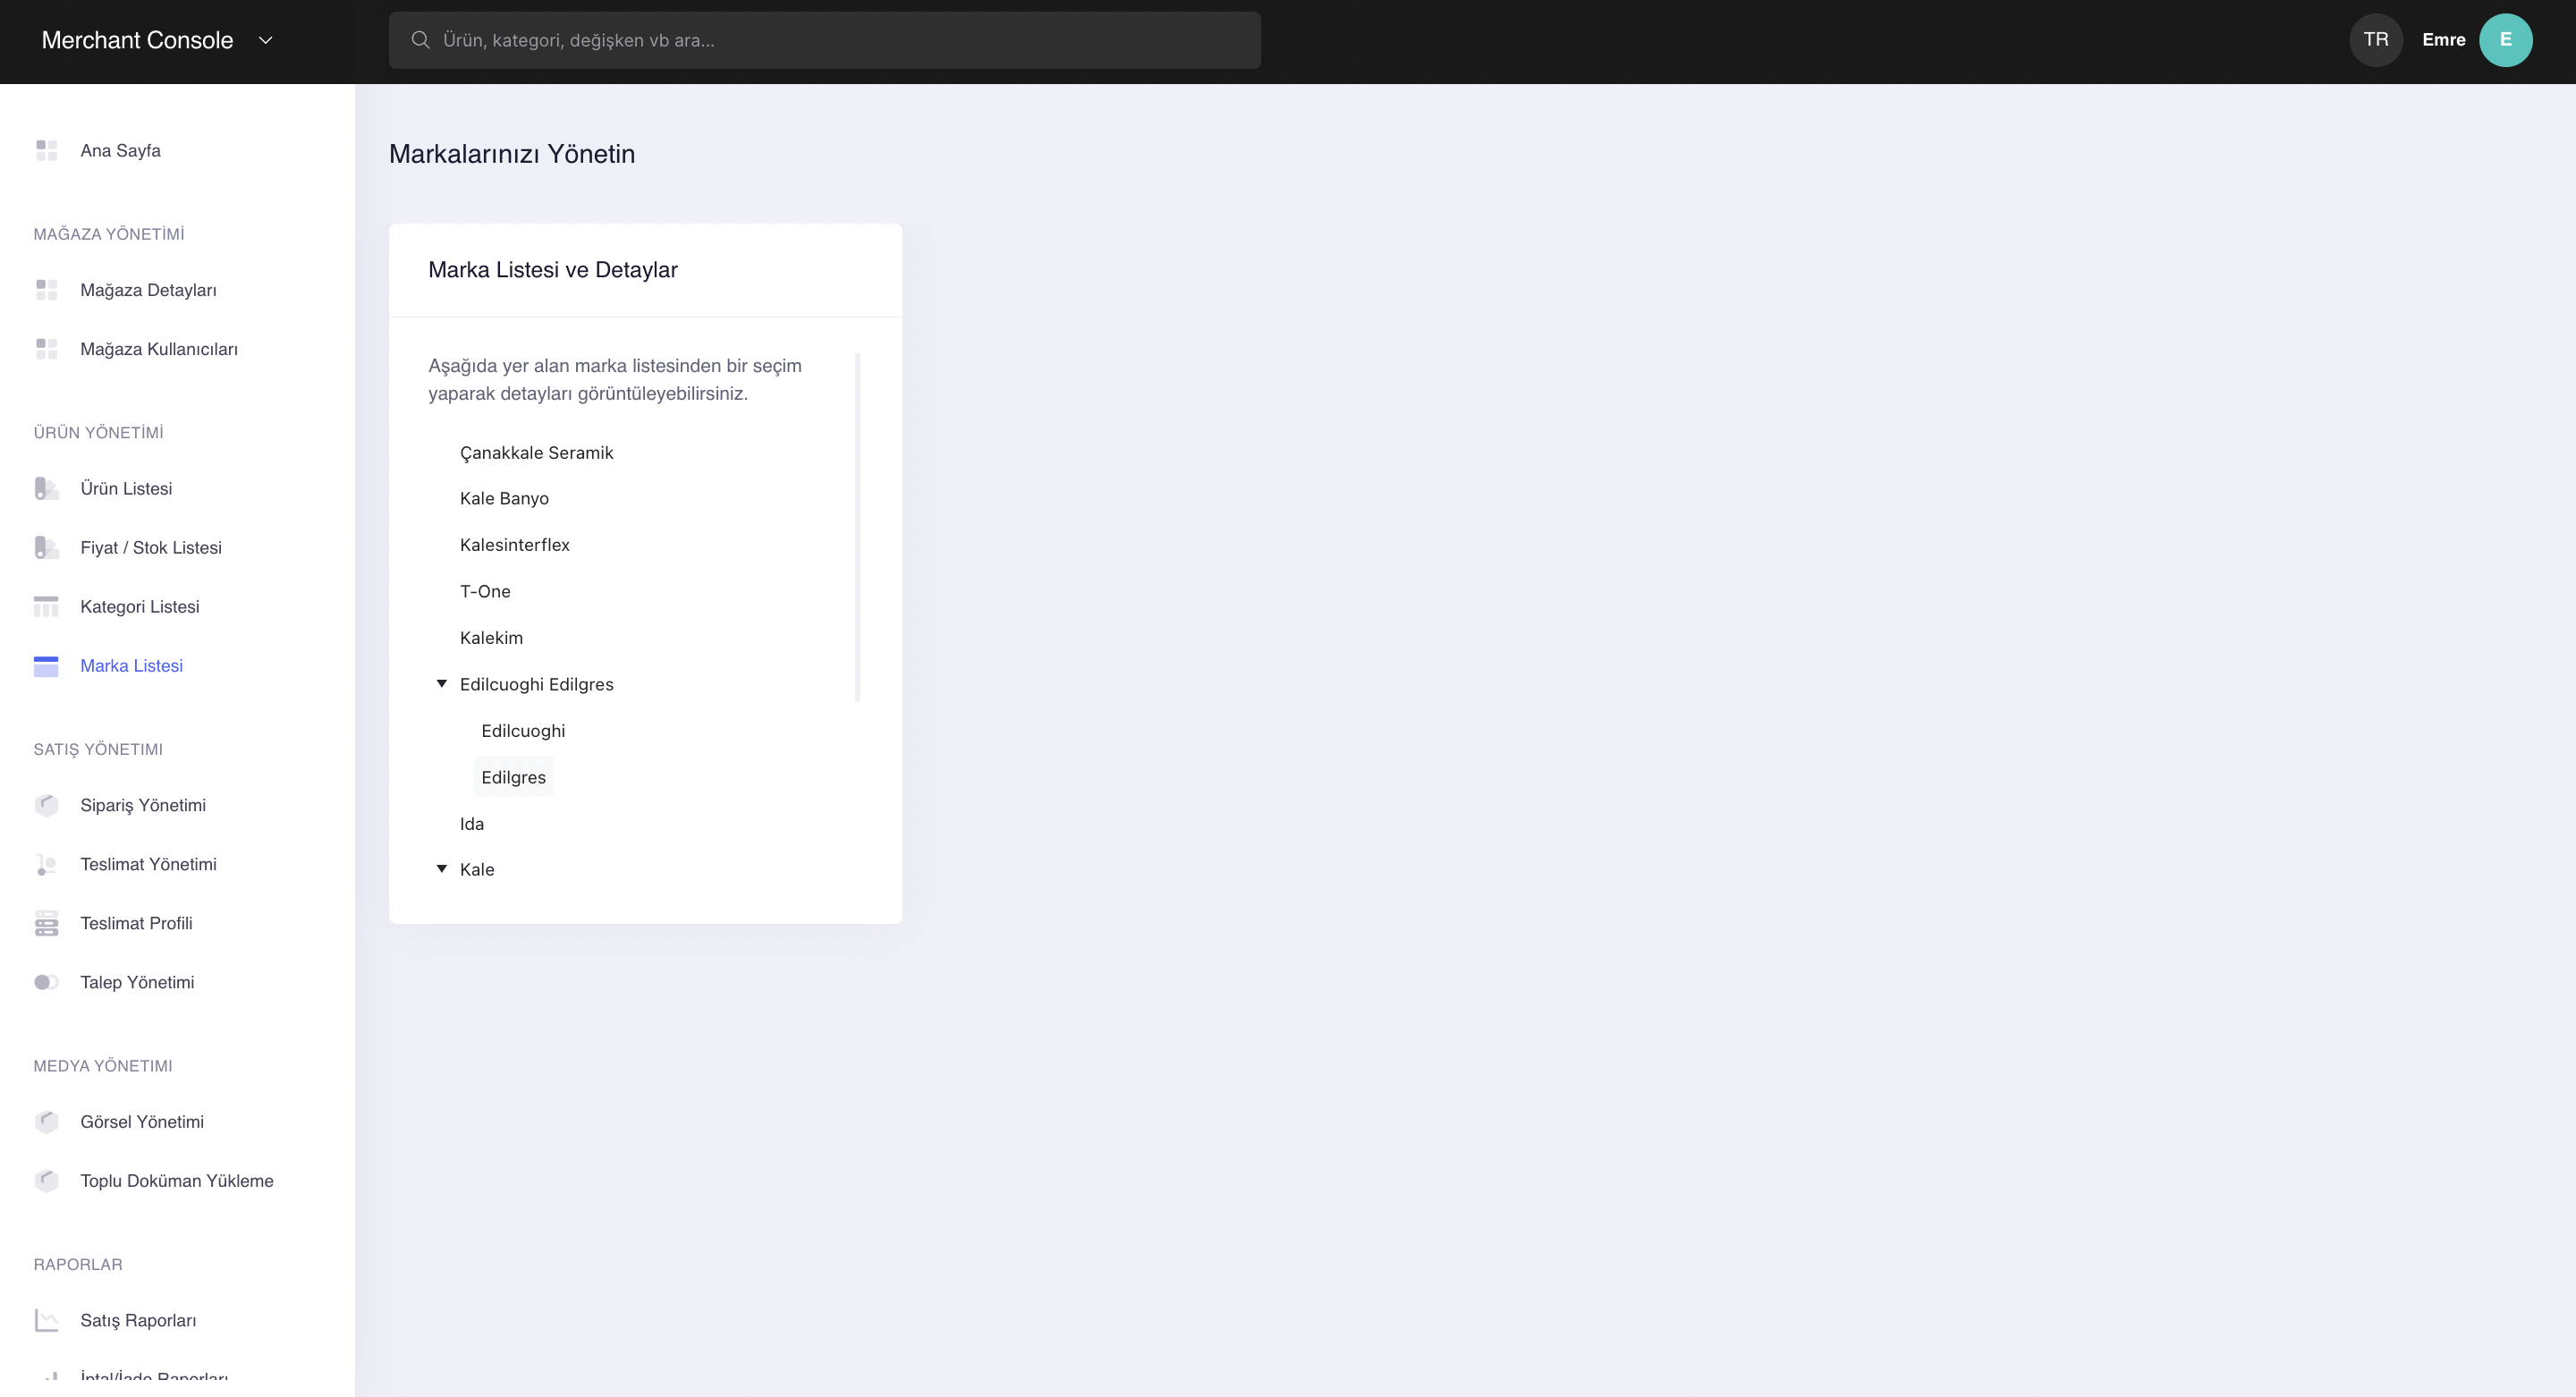 Merchant Console
Ürün, kategori, değişken vb ara...
TR
Emre
E
Ana Sayfa
MAĞAZA YÖNETİMİ
Mağaza Detayları
Mağaza Kullanıcıları
ÜRÜN YÖNETİMİ
Ürün Listesi
Fiyat / Stok Listesi
Kategori Listesi
Marka Listesi
SATIŞ YÖNETIMI
Sipariş Yönetimi
Teslimat Yönetimi
Teslimat Profili
Talep Yönetimi
MEDYA YÖNETIMI
Görsel Yönetimi
Toplu Doküman Yükleme
RAPORLAR
Satış Raporları
İptal/İade Raporları
Markalarınızı Yönetin
Marka Listesi ve Detaylar
Aşağıda yer alan marka listesinden bir seçim
yaparak detayları görüntüleyebilirsiniz.
Çanakkale Seramik
Kale Banyo
Kalesinterflex
T-One
Kalekim
Edilcuoghi Edilgres
Edilcuoghi
Edilgres
Ida
Kale